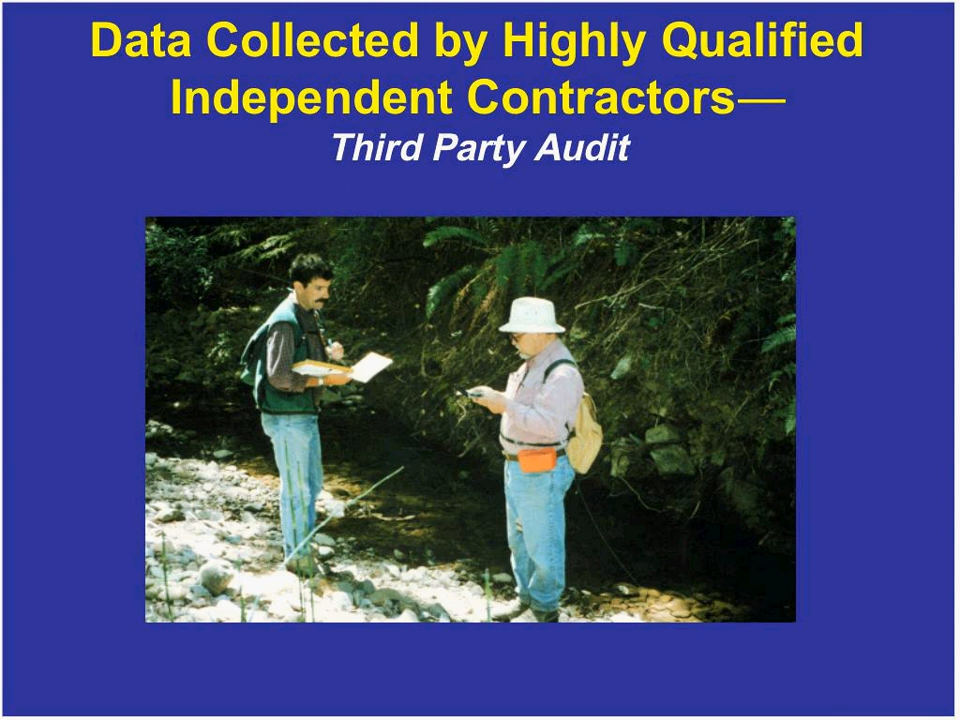 Data Collected by Highly Qualified
Independent Contractors—
Third Party Audit